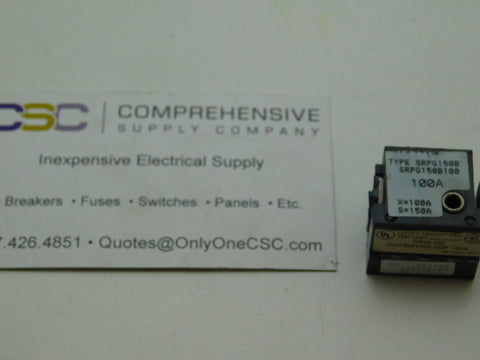 CSC
COMPREHENSIVE
SUPPLY COMPANY
Inexpensive Electrical Supply
Breakers • Fuses • Switches • Panels • Etc.
7.426.4851 • Quotes@OnlyOneCSC.com
TYPE SRPG150B
SRPG150B100
100A
X=100A
S=150A
UL